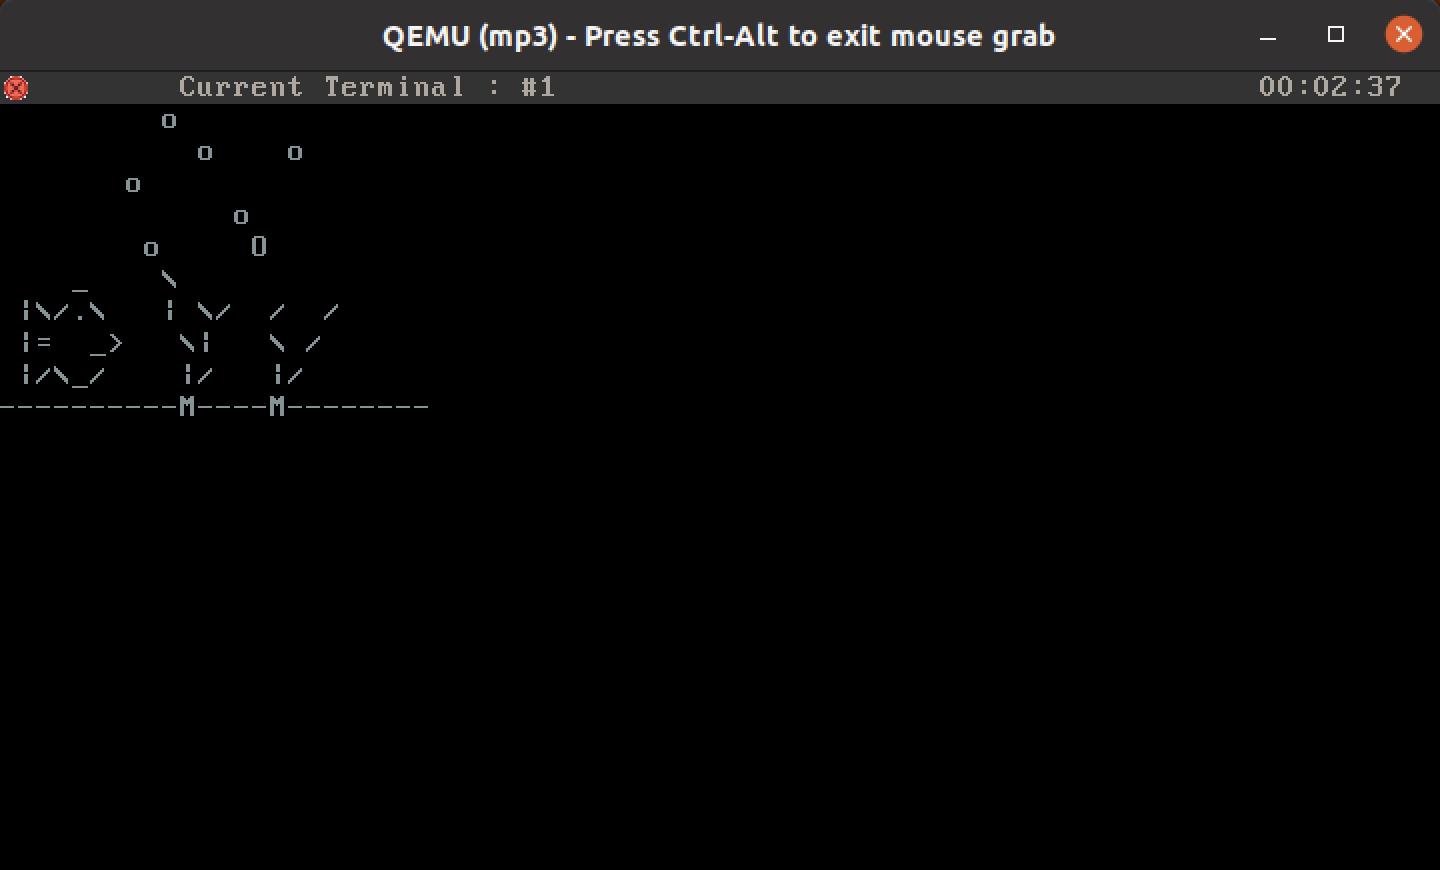 QEMU (mp3) - Press Ctrl-Alt to exit mouse grab
Current Terminal : #1 00:02:37
         o
           o    o
       o
             o
        o     O
    _    \
 |\/.\   | \/  /  /
 |=  _>   \|   \ /
 |/\_/    |/   |/
----------M----M--------